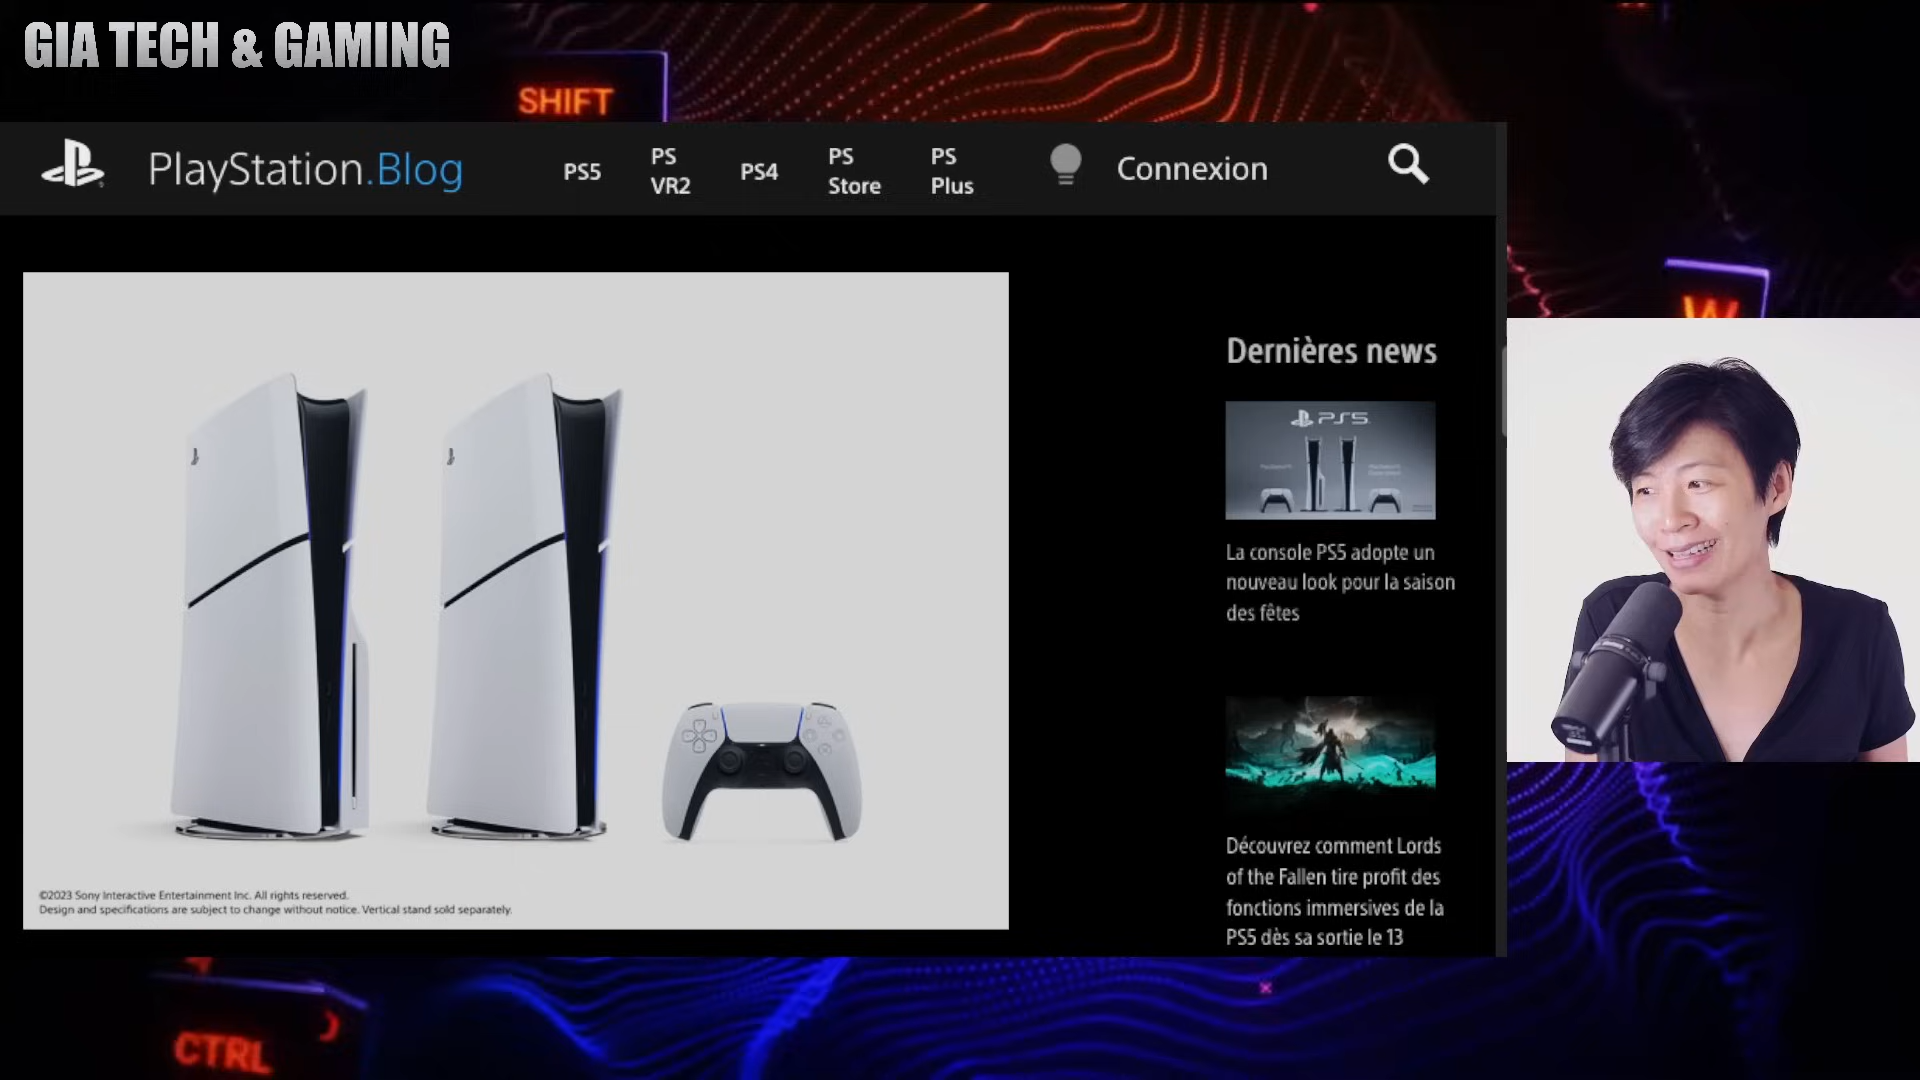 GIA TECH & GAMING
SHIFT
PlayStation.Blog
PS5
PS
VR2
PS4
PS
Store
PS
Plus
Connexion
W
Dernières news
PS5
La console PS5 adopte un
nouveau look pour la saison
des fêtes
Découvrez comment Lords
of the Fallen tire profit des
fonctions immersives de la
PS5 dès sa sortie le 13
©2023 Sony Interactive Entertainment Inc. All rights reserved.
Design and specifications are subject to change without notice. Vertical stand sold separately.
CTRL